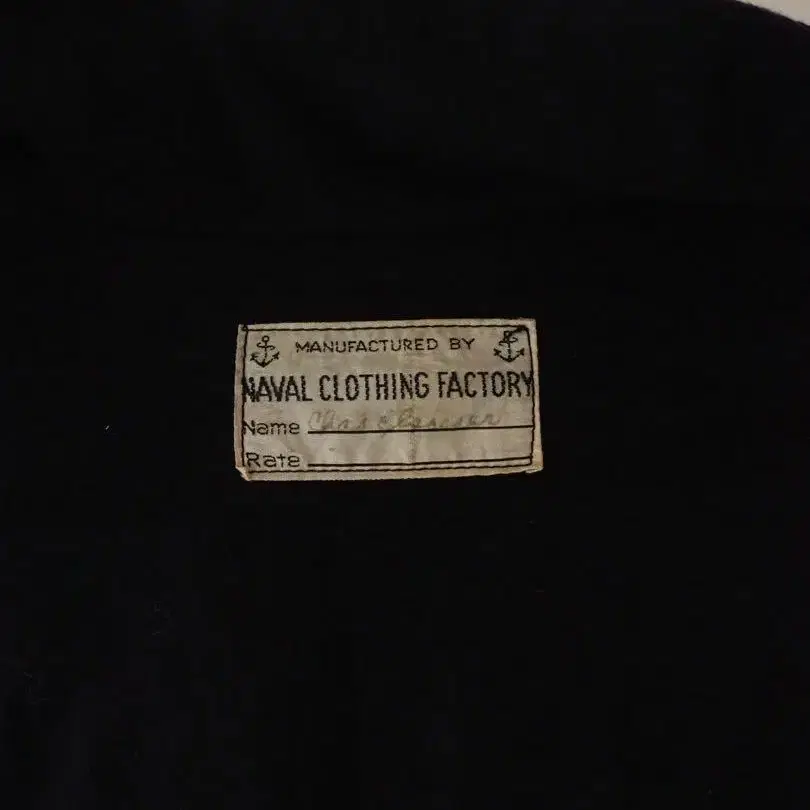 MANUFACTURED BY
NAVAL CLOTHING FACTORY
Name
Rate